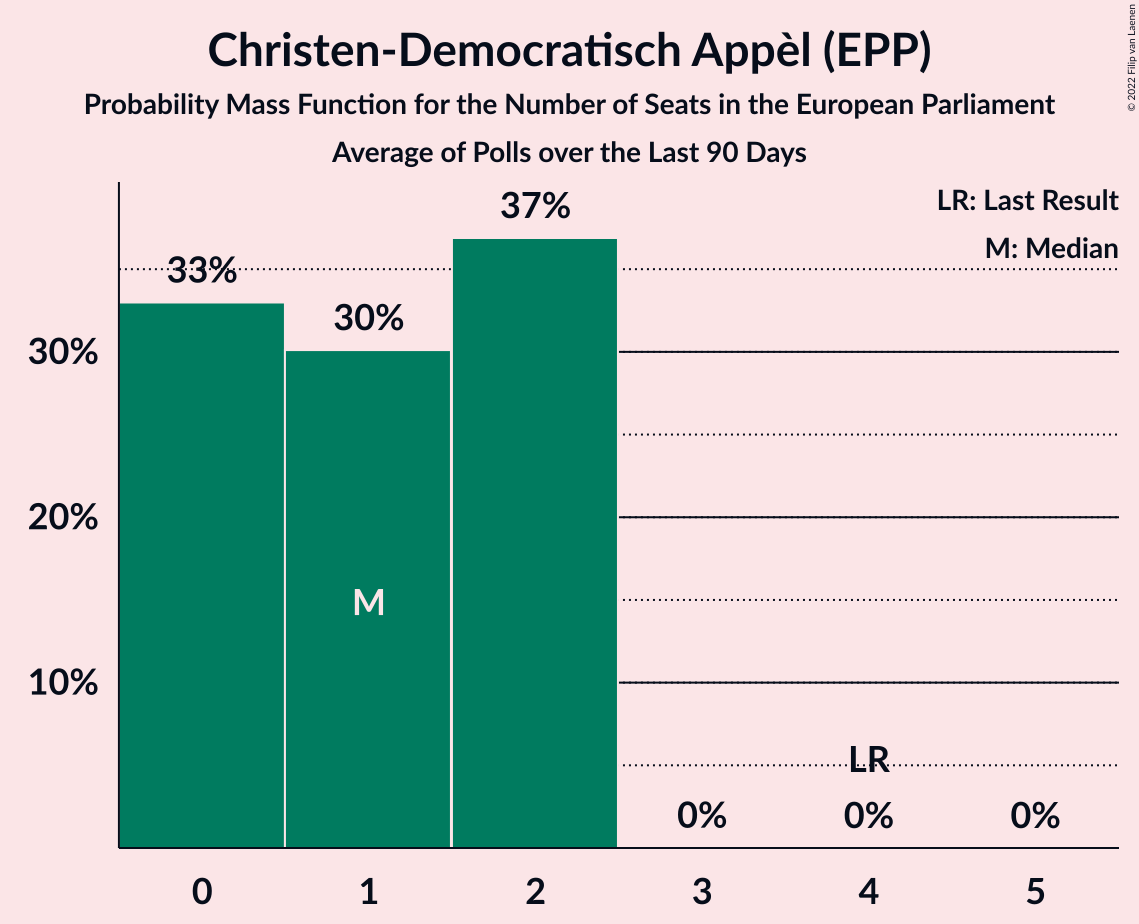 Christen-Democratisch Appèl (EPP)
Probability Mass Function for the Number of Seats in the European Parliament
Average of Polls over the Last 90 Days
© 2022 Filip van Laenen
LR: Last Result
M: Median
37%
33%
30%
30%
20%
10%
M
LR
0%
0%
0%
0
1
2
3
4
5